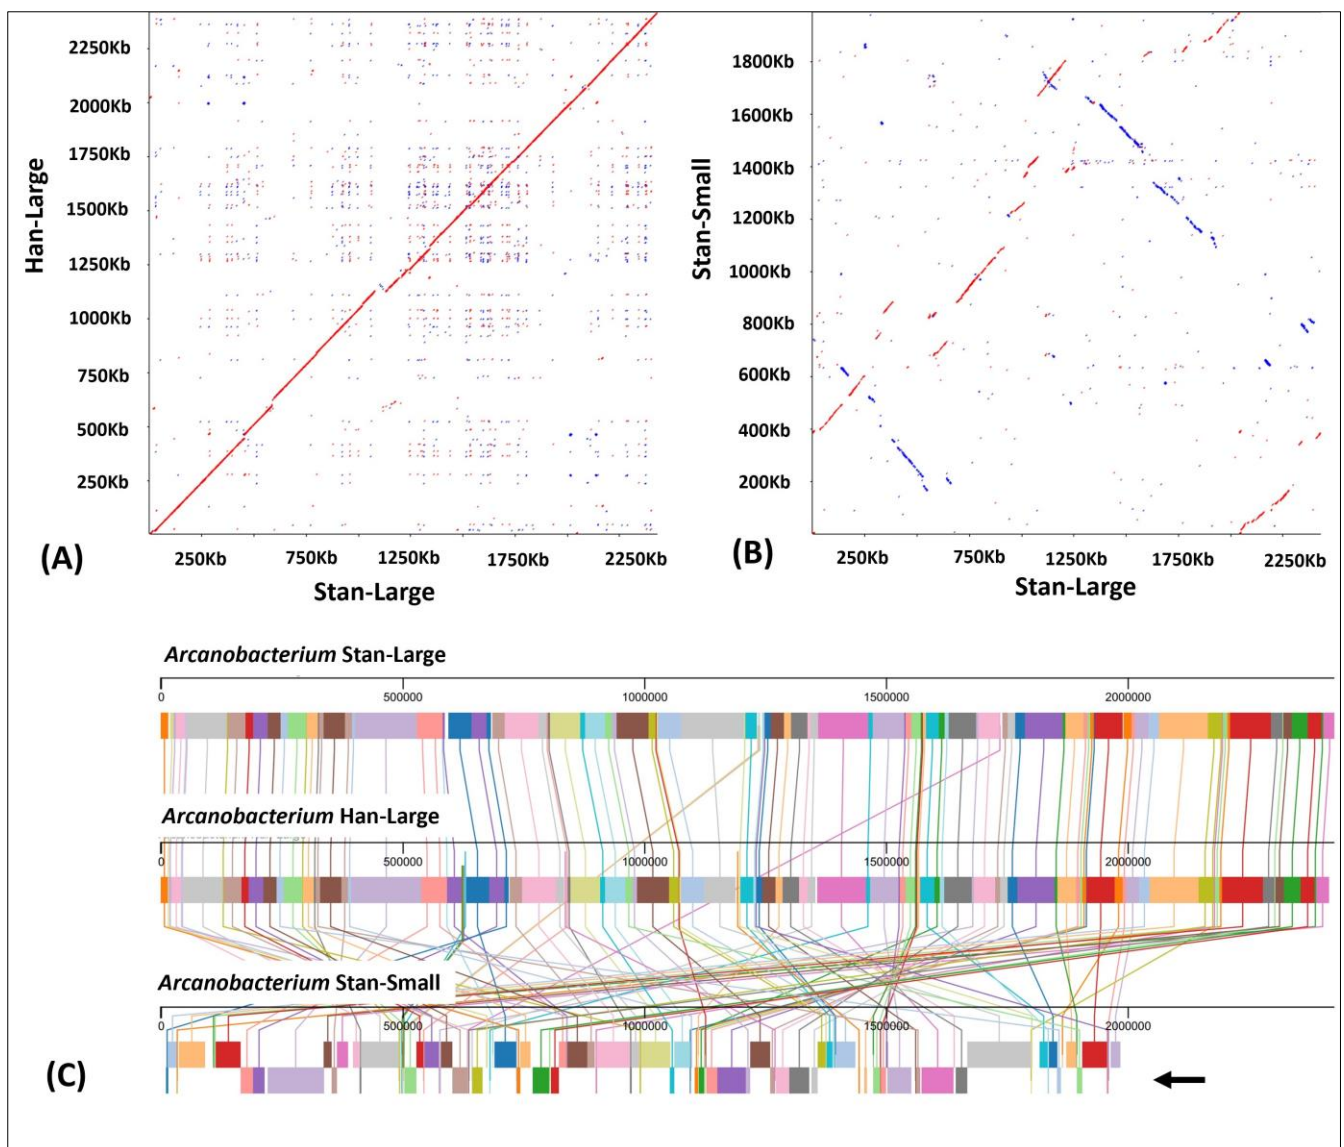 2250Kb
2000Kb
1750Kb
1500Kb
1250Kb
1000Kb
750Kb
500Kb
250Kb
Han-Large
250Kb 750Kb 1250Kb 1750Kb 2250Kb
Stan-Large
(A)
1800Kb
1600Kb
1400Kb
1200Kb
1000Kb
800Kb
600Kb
400Kb
200Kb
Stan-Small
250Kb 750Kb 1250Kb 1750Kb 2250Kb
Stan-Large
(B)
Arcanobacterium Stan-Large
0 500000 1000000 1500000 2000000
Arcanobacterium Han-Large
0 500000 1000000 1500000 2000000
Arcanobacterium Stan-Small
0 500000 1000000 1500000 2000000
(C)